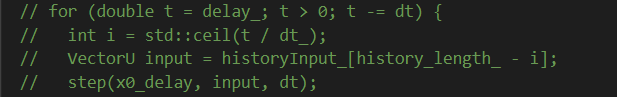 // for (double t = delay_; t > 0; t -= dt) {
//   int i = std::ceil(t / dt_);
//   VectorU input = historyInput_[history_length_ - i];
//   step(x0_delay, input, dt);